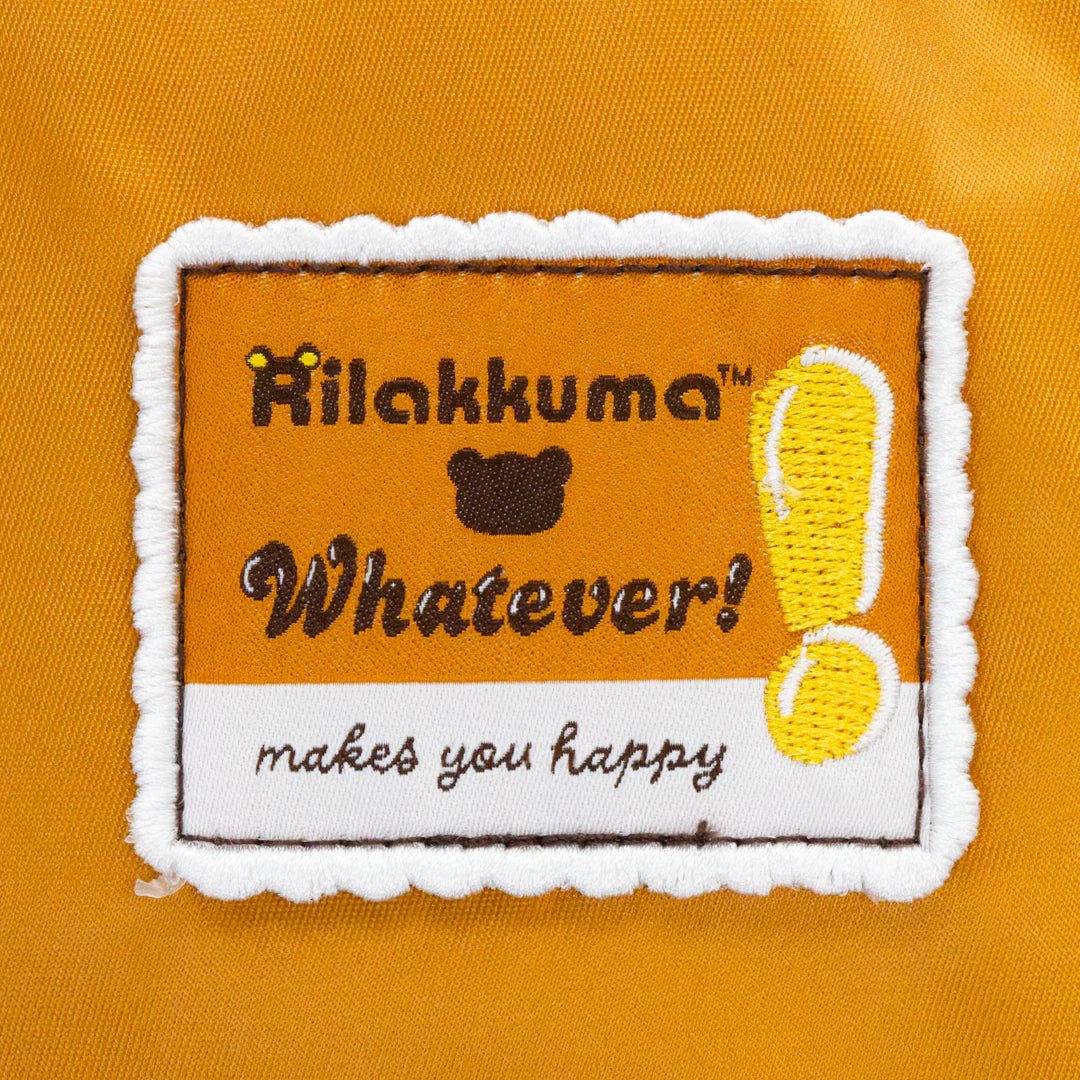 Rilakkuma™
Whatever!
makes you happy
!